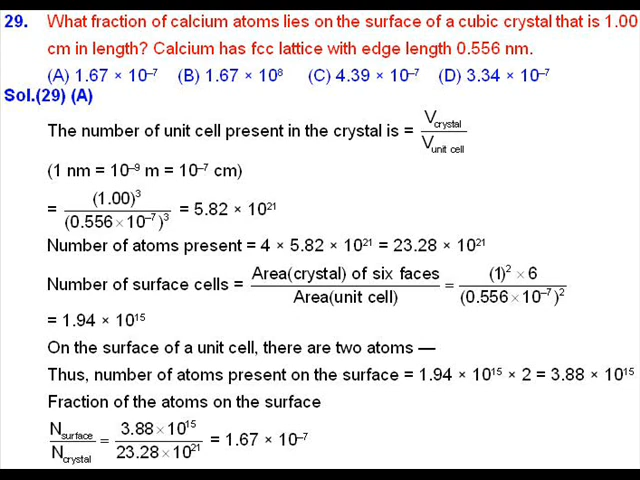 29. What fraction of calcium atoms lies on the surface of a cubic crystal that is 1.00
cm in length? Calcium has fcc lattice with edge length 0.556 nm.
(A) 1.67 × 10⁻⁷ (B) 1.67 × 10⁸ (C) 4.39 × 10⁻⁷ (D) 3.34 × 10⁻⁷
Sol.(29) (A)
The number of unit cell present in the crystal is = V_crystal / V_unit cell
(1 nm = 10⁻⁹ m = 10⁻⁷ cm)
= (1.00)³ / (0.556 × 10⁻⁷)³ = 5.82 × 10²¹
Number of atoms present = 4 × 5.82 × 10²¹ = 23.28 × 10²¹
Number of surface cells = Area(crystal) of six faces / Area(unit cell) = (1)² × 6 / (0.556 × 10⁻⁷)²
= 1.94 × 10¹⁵
On the surface of a unit cell, there are two atoms —
Thus, number of atoms present on the surface = 1.94 × 10¹⁵ × 2 = 3.88 × 10¹⁵
Fraction of the atoms on the surface
N_surface / N_crystal = 3.88 × 10¹⁵ / 23.28 × 10²¹ = 1.67 × 10⁻⁷